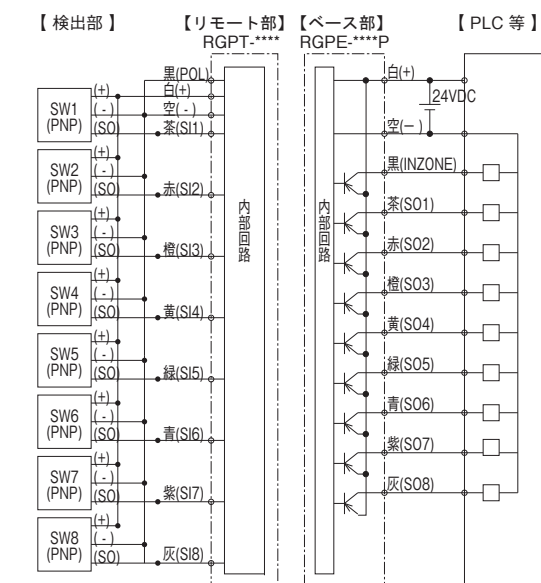 【 検出部 】
【リモート部】
【ベース部】
【 PLC 等 】
RGPT-****
RGPE-****P
黒(POL)
白(+)
空(-)
茶(SI1)
赤(SI2)
橙(SI3)
黄(SI4)
緑(SI5)
青(SI6)
紫(SI7)
灰(SI8)
SW1
(PNP)
(+)
(-)
(SO)
SW2
(PNP)
(+)
(-)
(SO)
SW3
(PNP)
(+)
(-)
(SO)
SW4
(PNP)
(+)
(-)
(SO)
SW5
(PNP)
(+)
(-)
(SO)
SW6
(PNP)
(+)
(-)
(SO)
SW7
(PNP)
(+)
(-)
(SO)
SW8
(PNP)
(+)
(-)
(SO)
内部回路
内部回路
白(+)
24VDC
空(-)
黒(INZONE)
茶(SO1)
赤(SO2)
橙(SO3)
黄(SO4)
緑(SO5)
青(SO6)
紫(SO7)
灰(SO8)